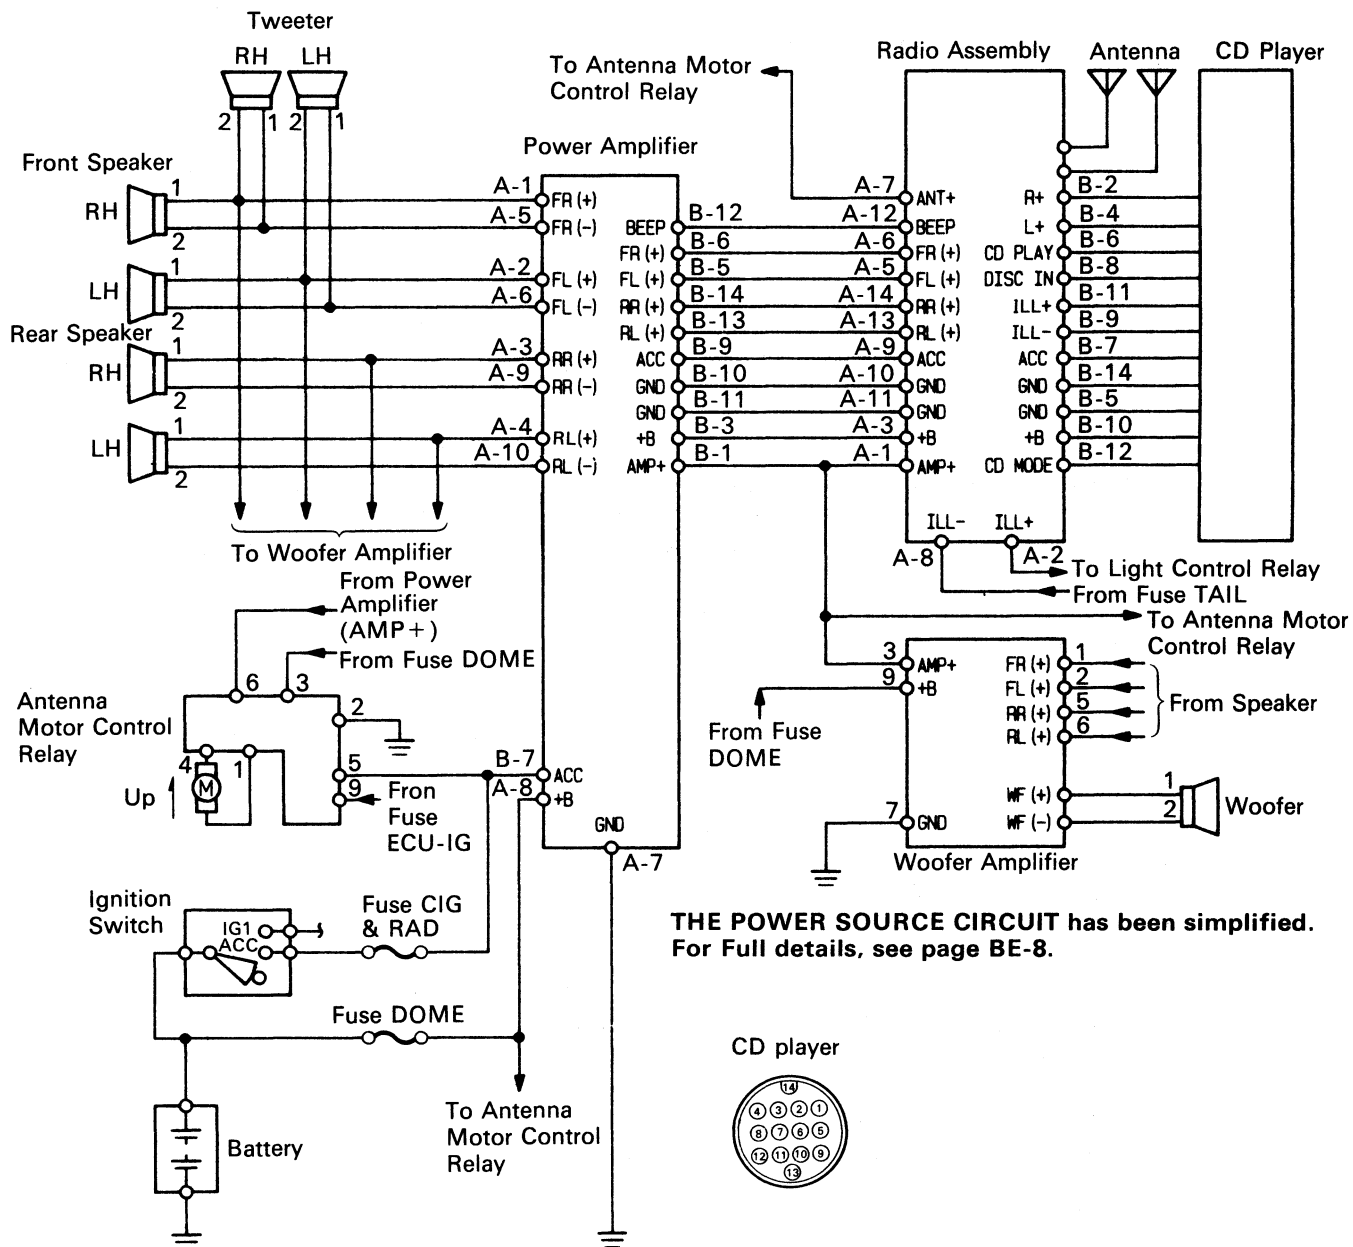 Tweeter
RH LH
2 1 2 1
Front Speaker
RH
1
2
LH
1
2
Rear Speaker
RH
1
2
LH
1
2
To Woofer Amplifier
Power Amplifier
A-1 FR (+)
A-5 FR (-)
A-2 FL (+)
A-6 FL (-)
A-3 RR (+)
A-9 RR (-)
A-4 RL (+)
A-10 RL (-)
BEEP B-12
FR (+) B-6
FL (+) B-5
RR (+) B-14
RL (+) B-13
ACC B-9
GND B-10
GND B-11
+B B-3
AMP+ B-1
B-7 ACC
A-8 +B
GND
A-7
To Antenna Motor
Control Relay
Radio Assembly
Antenna
CD Player
A-7 ANT+
A-12 BEEP
A-6 FR (+)
A-5 FL (+)
A-14 RR (+)
A-13 RL (+)
A-9 ACC
A-10 GND
A-11 GND
A-3 +B
A-1 AMP+
R+ B-2
L+ B-4
CD PLAY B-6
DISC IN B-8
ILL+ B-11
ILL- B-9
ACC B-7
GND B-14
GND B-5
+B B-10
CD MODE B-12
ILL- ILL+
A-8 A-2
To Light Control Relay
From Fuse TAIL
To Antenna Motor
Control Relay
3 AMP+
9 +B
7 GND
FR (+) 1
FL (+) 2
RR (+) 5
RL (+) 6
From Speaker
WF (+) 1
WF (-) 2
Woofer
Woofer Amplifier
From Fuse
DOME
From Power
Amplifier
(AMP+)
From Fuse DOME
Antenna
Motor Control
Relay
6 3
2
5
9
4 1
M
Up
Fron
Fuse
ECU-IG
Ignition
Switch
IG1
ACC
Fuse CIG
& RAD
Fuse DOME
To Antenna
Motor Control
Relay
Battery
THE POWER SOURCE CIRCUIT has been simplified.
For Full details, see page BE-8.
CD player
14
4 3 2 1
8 7 6 5
12 11 10 9
13